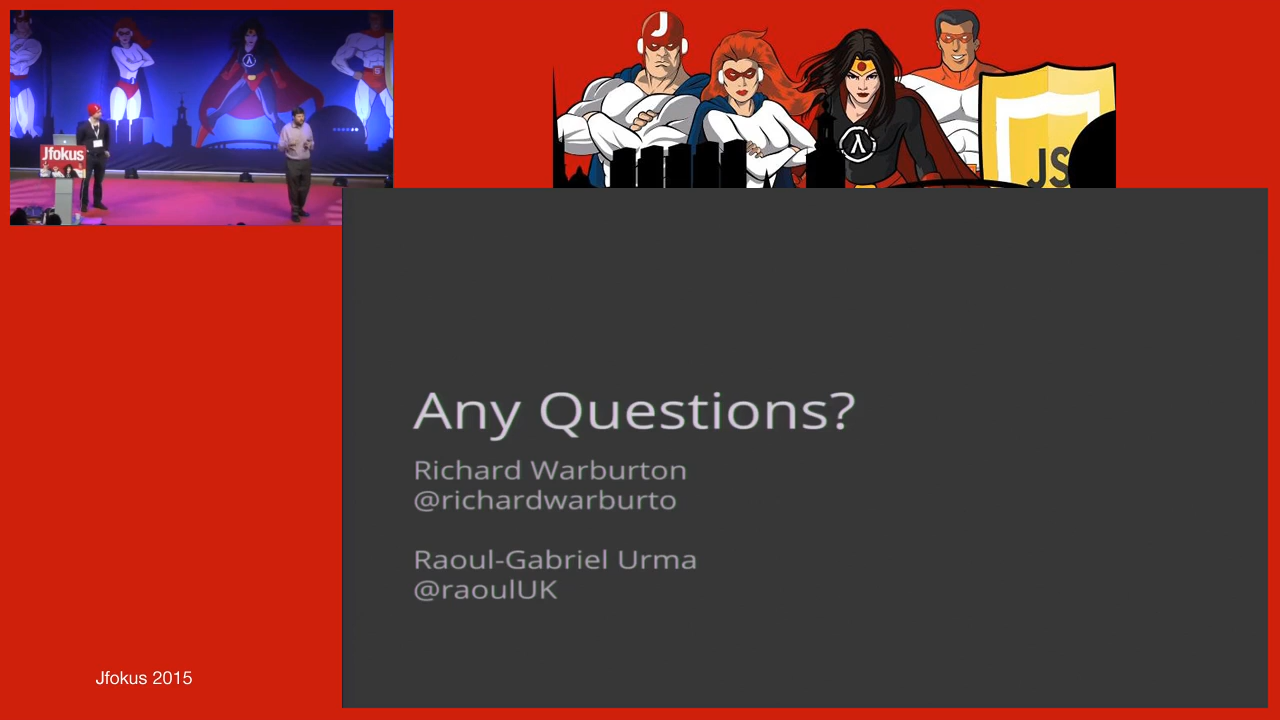 Jfokus
J
λ
JS
Any Questions?
Richard Warburton
@richardwarburto
Raoul-Gabriel Urma
@raoulUK
Jfokus 2015